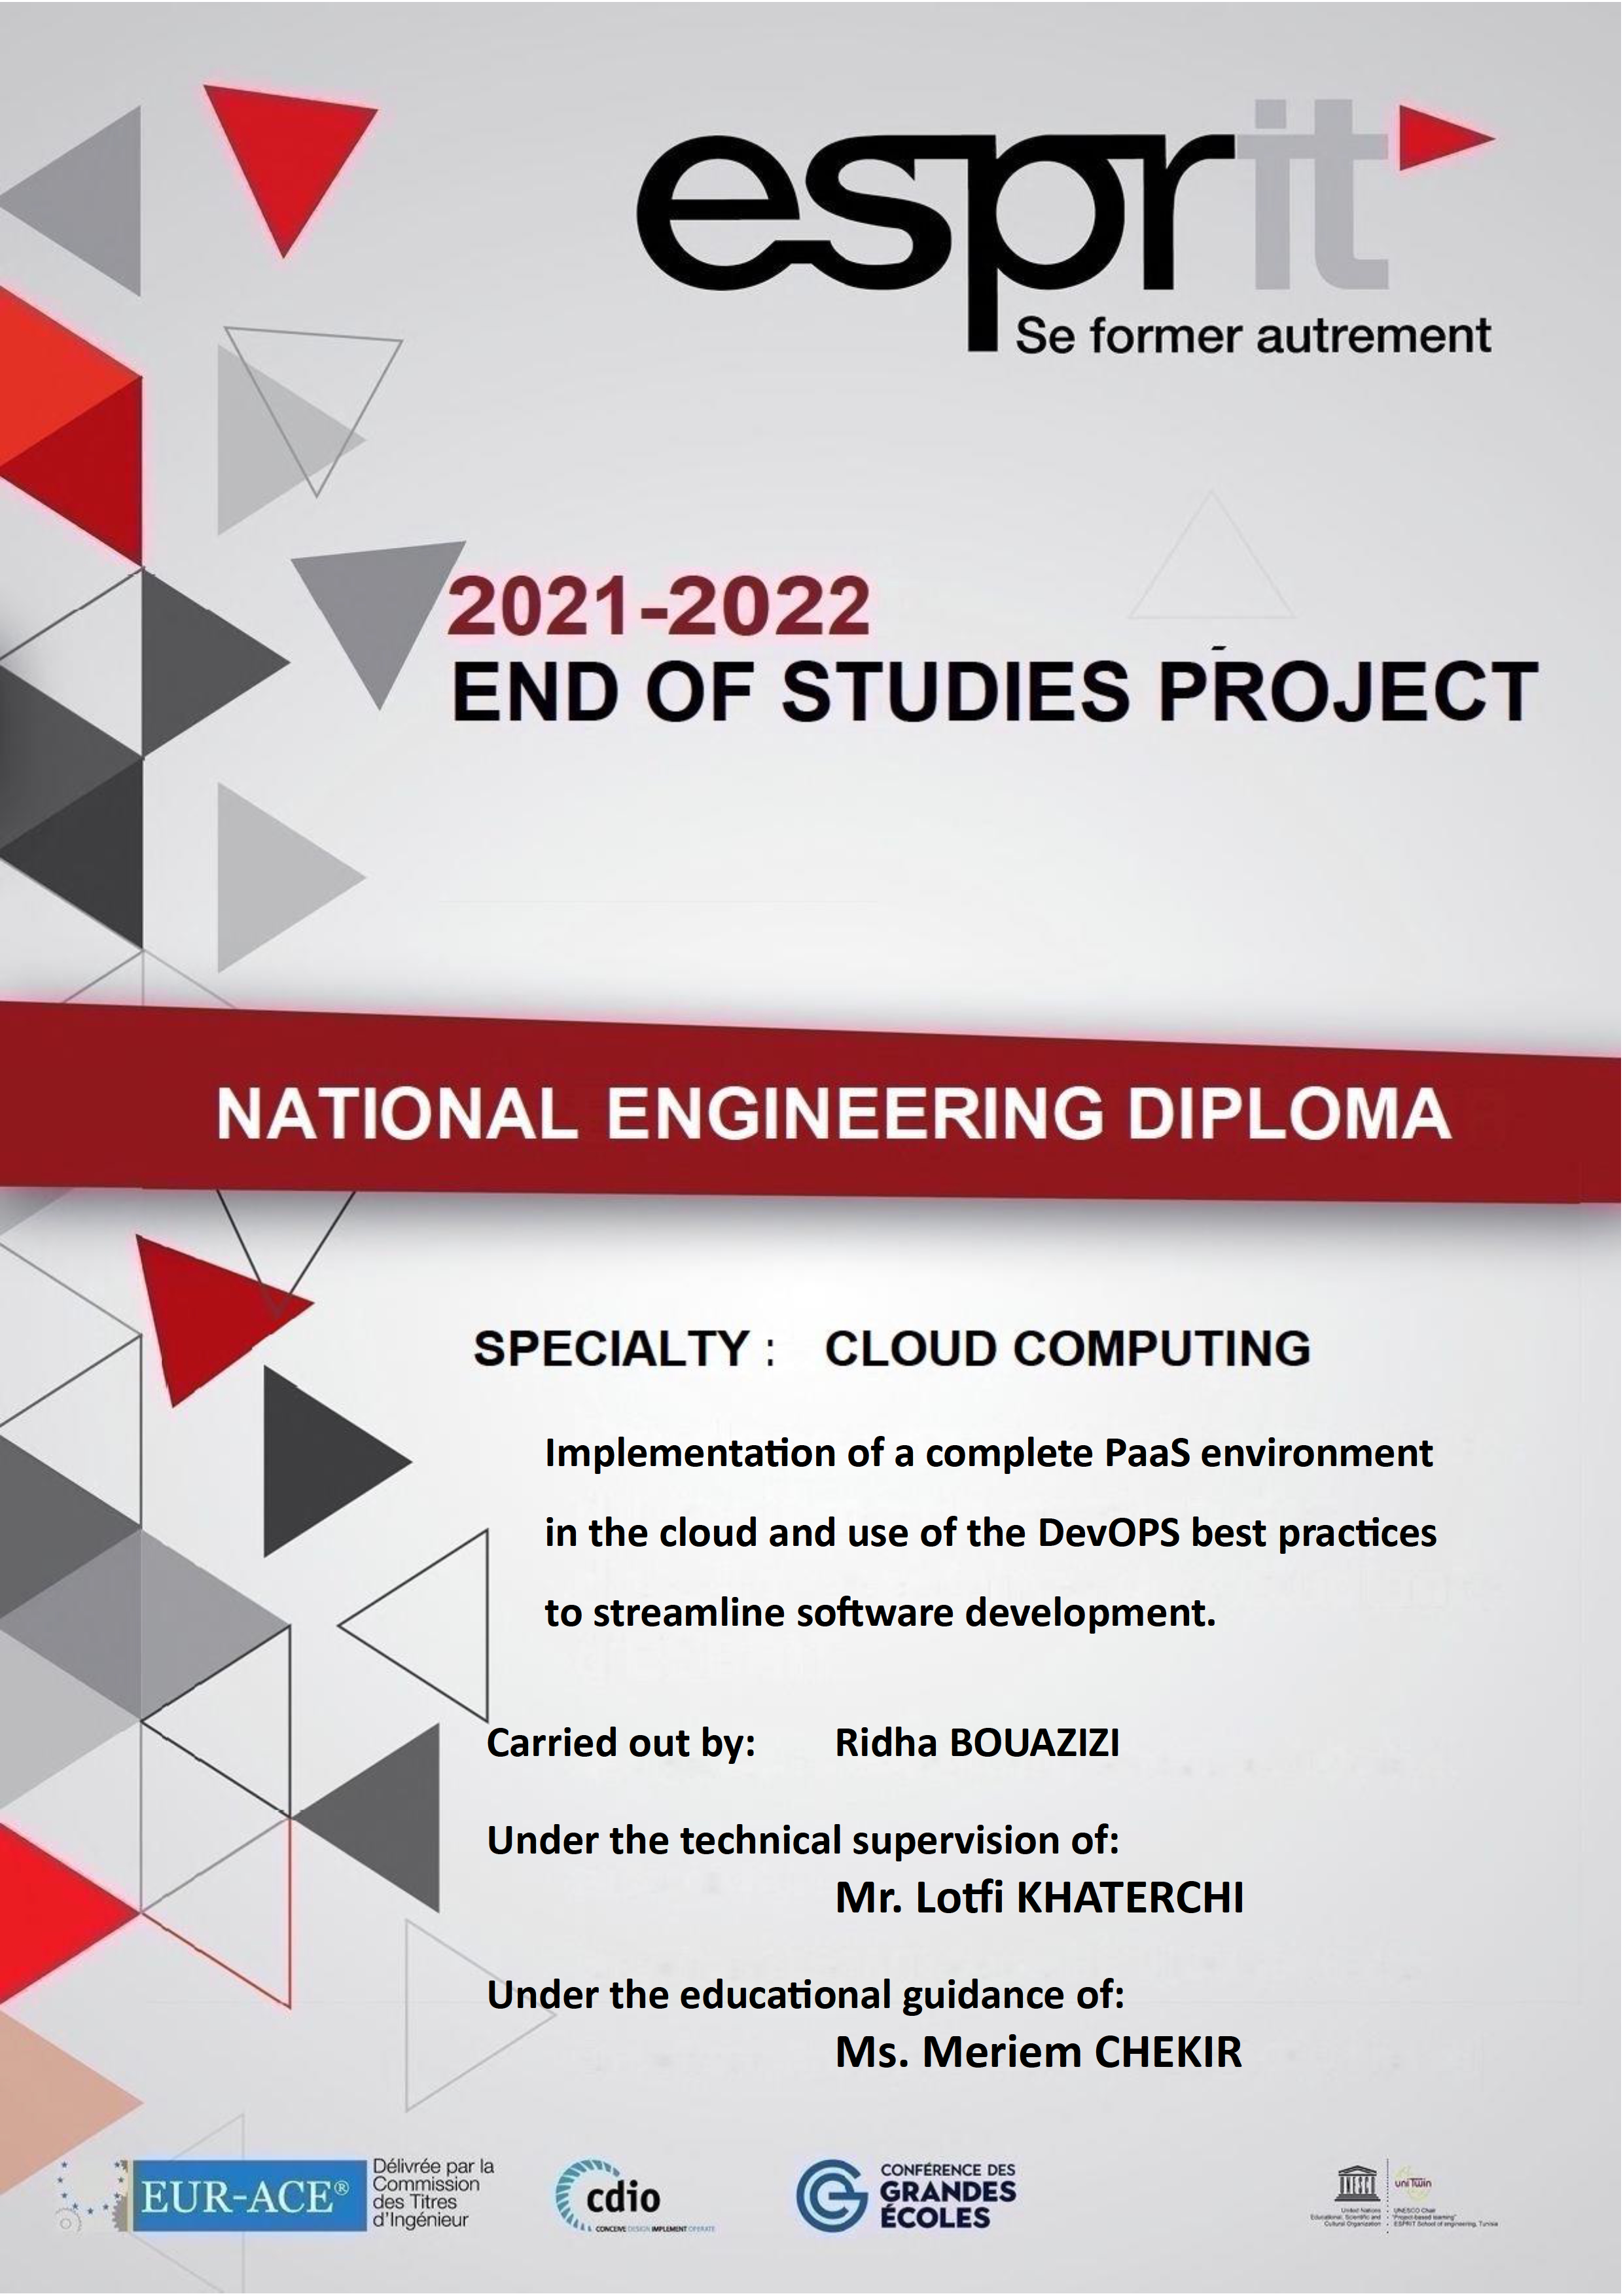 esprit
Se former autrement
2021-2022
END OF STUDIES PROJECT
NATIONAL ENGINEERING DIPLOMA
SPECIALTY : CLOUD COMPUTING
Implementation of a complete PaaS environment
in the cloud and use of the DevOPS best practices
to streamline software development.
Carried out by: Ridha BOUAZIZI
Under the technical supervision of:
Mr. Lotfi KHATERCHI
Under the educational guidance of:
Ms. Meriem CHEKIR
EUR-ACE®
Délivrée par la
Commission
des Titres
d'Ingénieur
cdio
CONCEIVE DESIGN IMPLEMENT OPERATE
CONFÉRENCE DES
GRANDES
ÉCOLES
UNESCO
United Nations
Educational, Scientific and
Cultural Organization
uniTwin
UNESCO Chair
"Project-based learning"
ESPRIT School of engineering, Tunisia